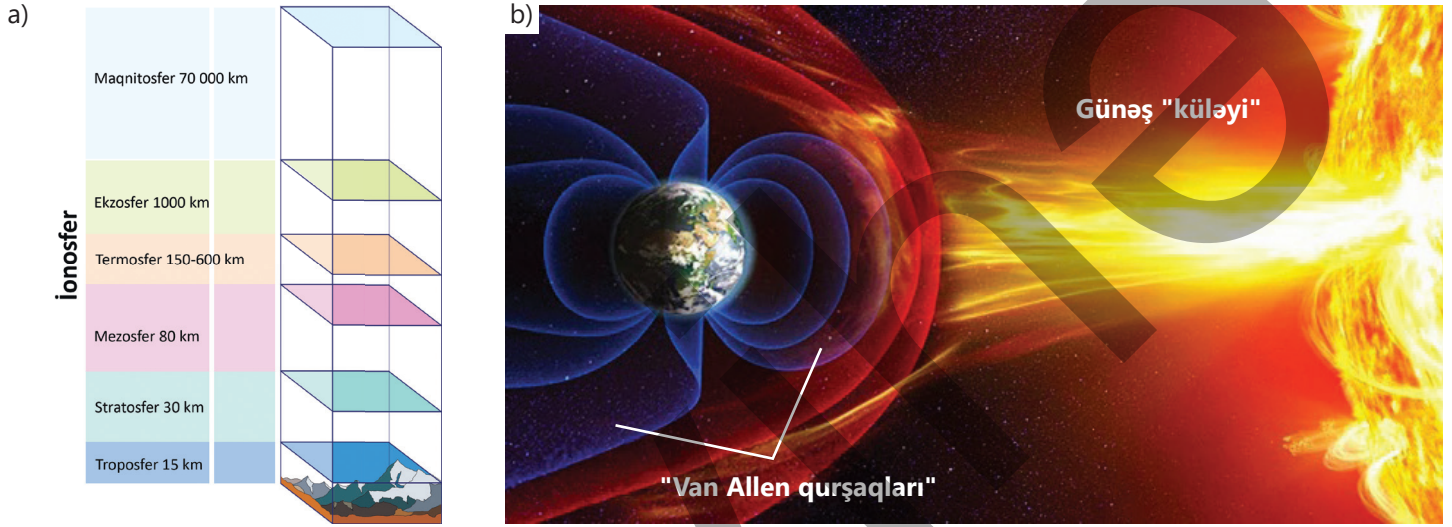 a)
Maqnitosfer 70 000 km
Ekzosfer 1000 km
Termosfer 150-600 km
Mezosfer 80 km
Stratosfer 30 km
Troposfer 15 km
ionosfer
b)
Günəş "küləyi"
"Van Allen qurşaqları"